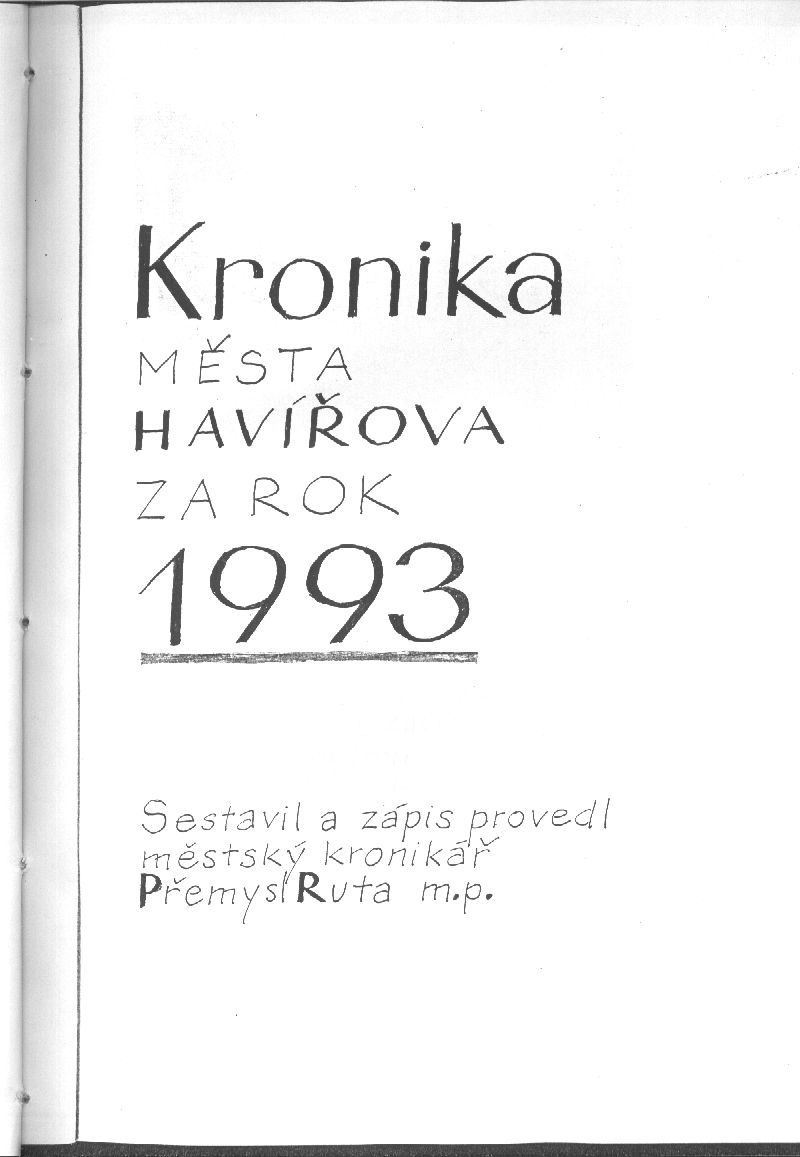 Kronika
MĚSTA
HAVÍŘOVA
ZA ROK
1993
Sestavil a zápis provedl
městský kronikář
Přemysl Ruta m.p.